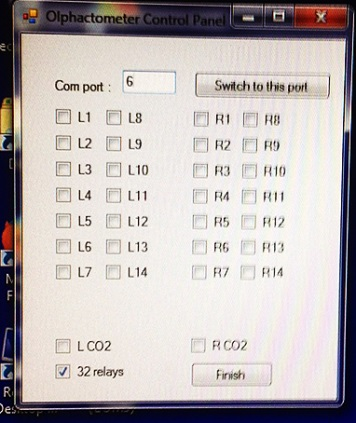 Olphactometer Control Panel
Com port : 6 Switch to this port
L1 L8 R1 R8
L2 L9 R2 R9
L3 L10 R3 R10
L4 L11 R4 R11
L5 L12 R5 R12
L6 L13 R6 R13
L7 L14 R7 R14
L CO2 R CO2
32 relays Finish